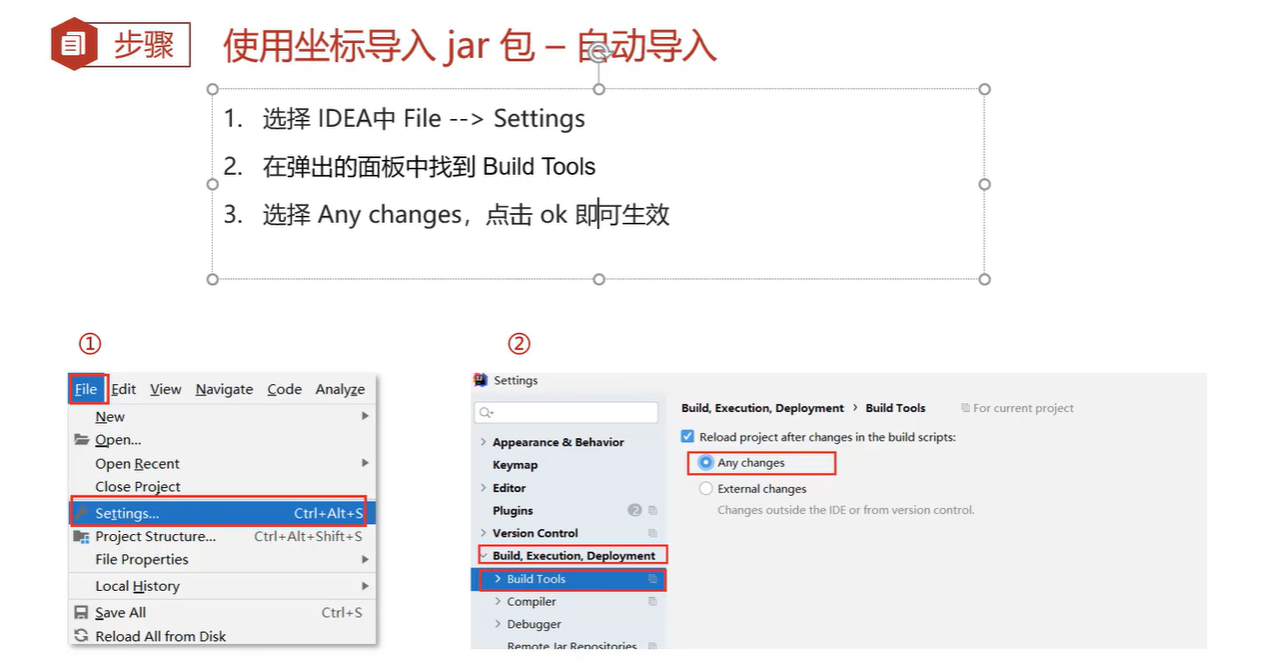 步骤
使用坐标导入 jar 包 – 自动导入
1. 选择 IDEA中 File --> Settings
2. 在弹出的面板中找到 Build Tools
3. 选择 Any changes，点击 ok 即可生效
①
File Edit View Navigate Code Analyze
New
Open...
Open Recent
Close Project
Settings... Ctrl+Alt+S
Project Structure... Ctrl+Alt+Shift+S
File Properties
Local History
Save All Ctrl+S
Reload All from Disk
②
Settings
Appearance & Behavior
Keymap
Editor
Plugins 2
Version Control
Build, Execution, Deployment
Build Tools
Compiler
Debugger
Remote Jar Repositories
Build, Execution, Deployment › Build Tools For current project
Reload project after changes in the build scripts:
Any changes
External changes
Changes outside the IDE or from version control.